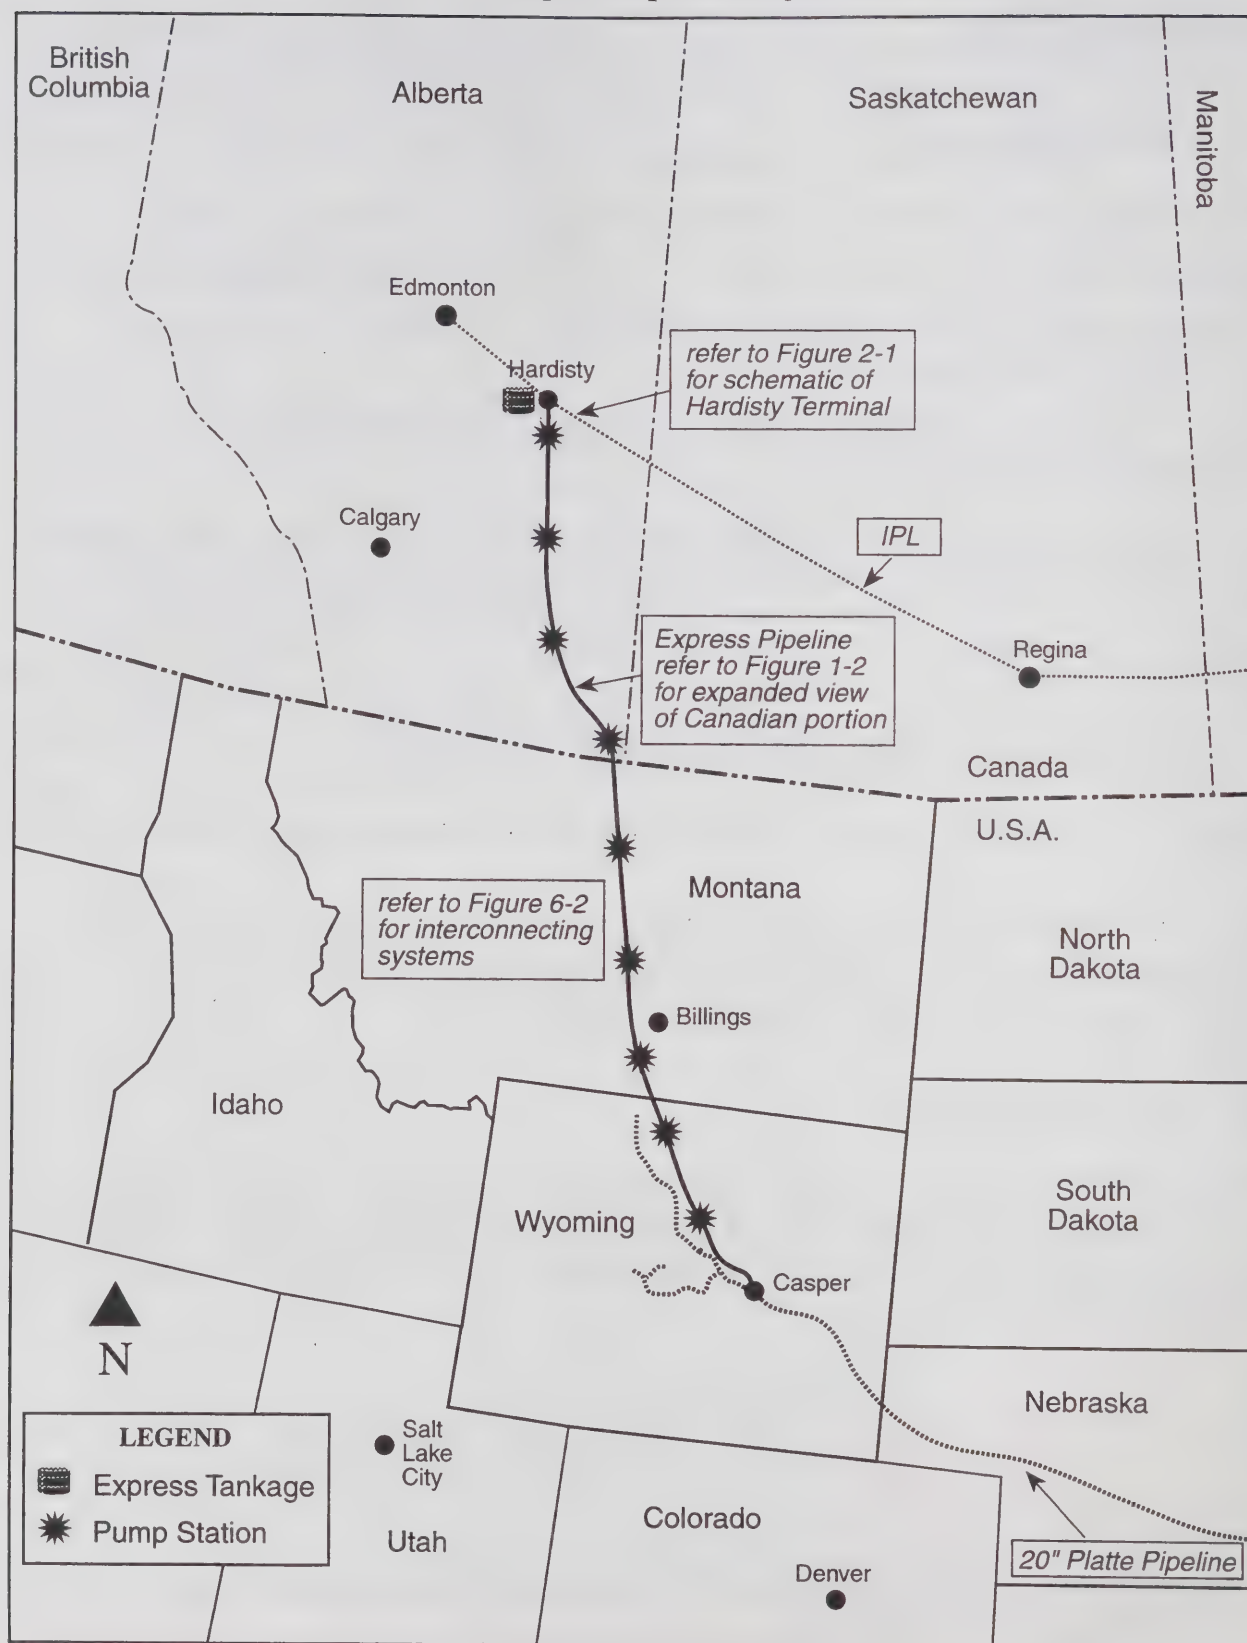 British
Columbia
Alberta
Saskatchewan
Manitoba
Edmonton
Hardisty
refer to Figure 2-1
for schematic of
Hardisty Terminal
Calgary
IPL
Express Pipeline
refer to Figure 1-2
for expanded view
of Canadian portion
Regina
Canada
U.S.A.
Montana
refer to Figure 6-2
for interconnecting
systems
North
Dakota
Billings
Idaho
South
Dakota
Wyoming
Casper
N
Nebraska
LEGEND
Express Tankage
Pump Station
Salt
Lake
City
Utah
Colorado
20" Platte Pipeline
Denver